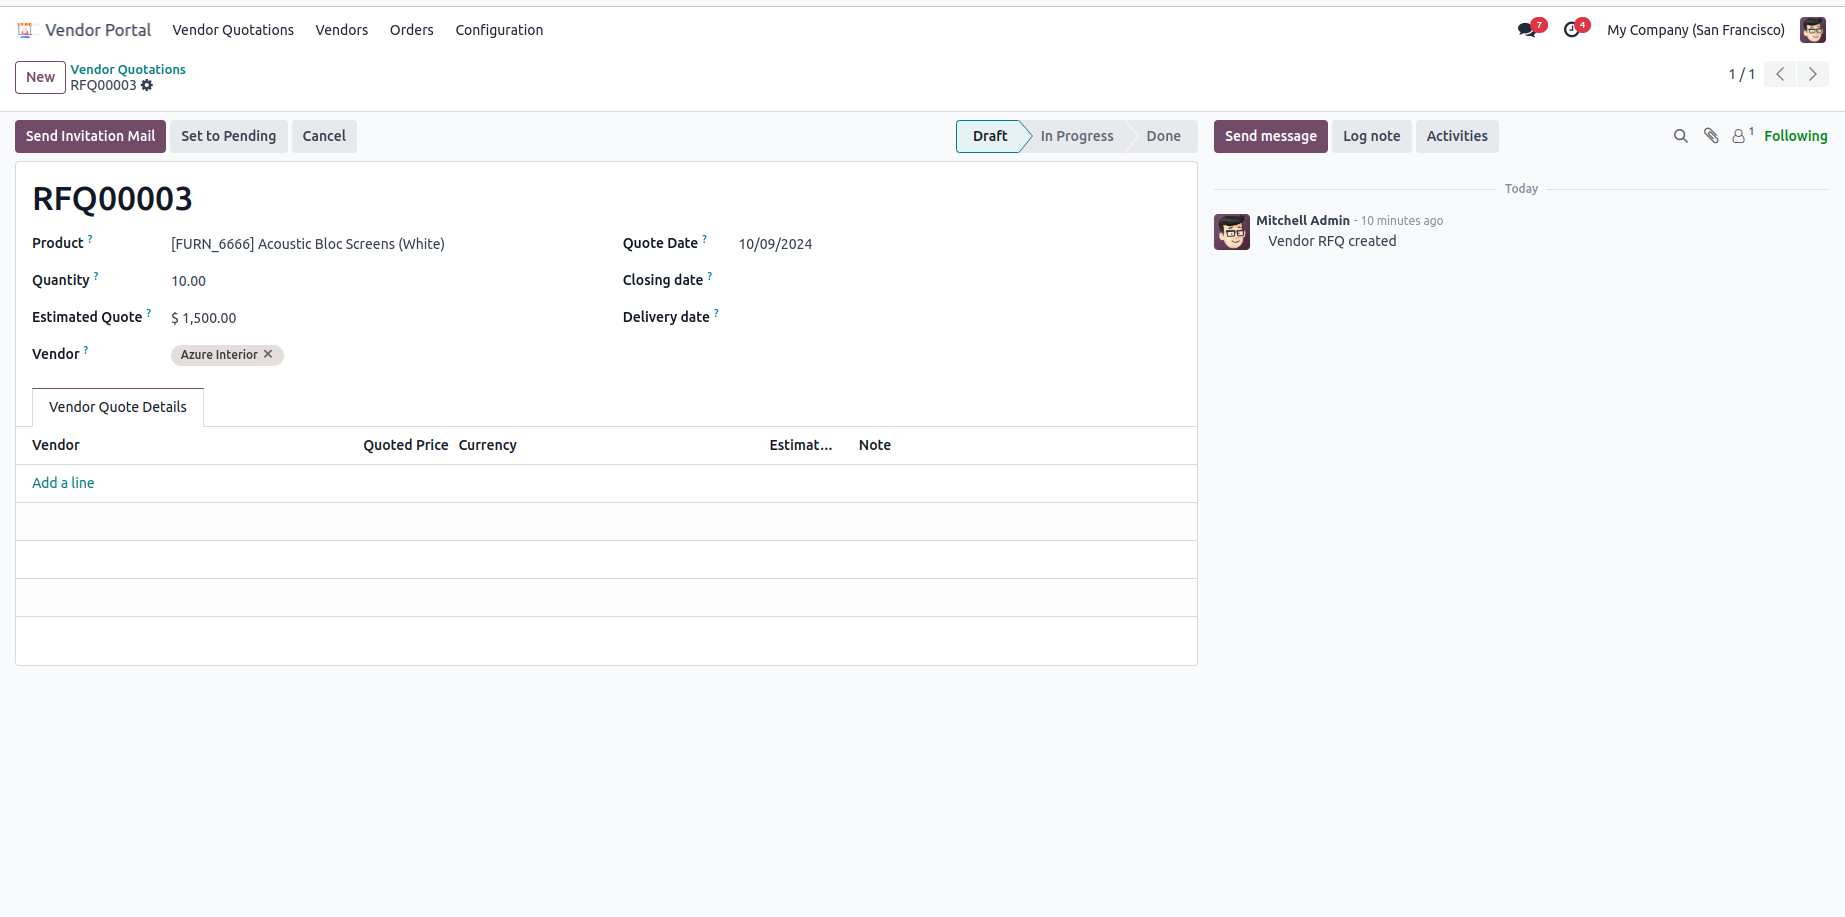 Vendor Portal Vendor Quotations Vendors Orders Configuration 7 4 My Company (San Francisco)
New Vendor Quotations
RFQ00003 1 / 1
Send Invitation Mail Set to Pending Cancel Draft In Progress Done Send message Log note Activities 1 Following
Today
RFQ00003
Mitchell Admin - 10 minutes ago
Vendor RFQ created
Product ? [FURN_6666] Acoustic Bloc Screens (White) Quote Date ? 10/09/2024
Quantity ? 10.00 Closing date ?
Estimated Quote ? $ 1,500.00 Delivery date ?
Vendor ? Azure Interior ×
Vendor Quote Details
Vendor Quoted Price Currency Estimat... Note
Add a line